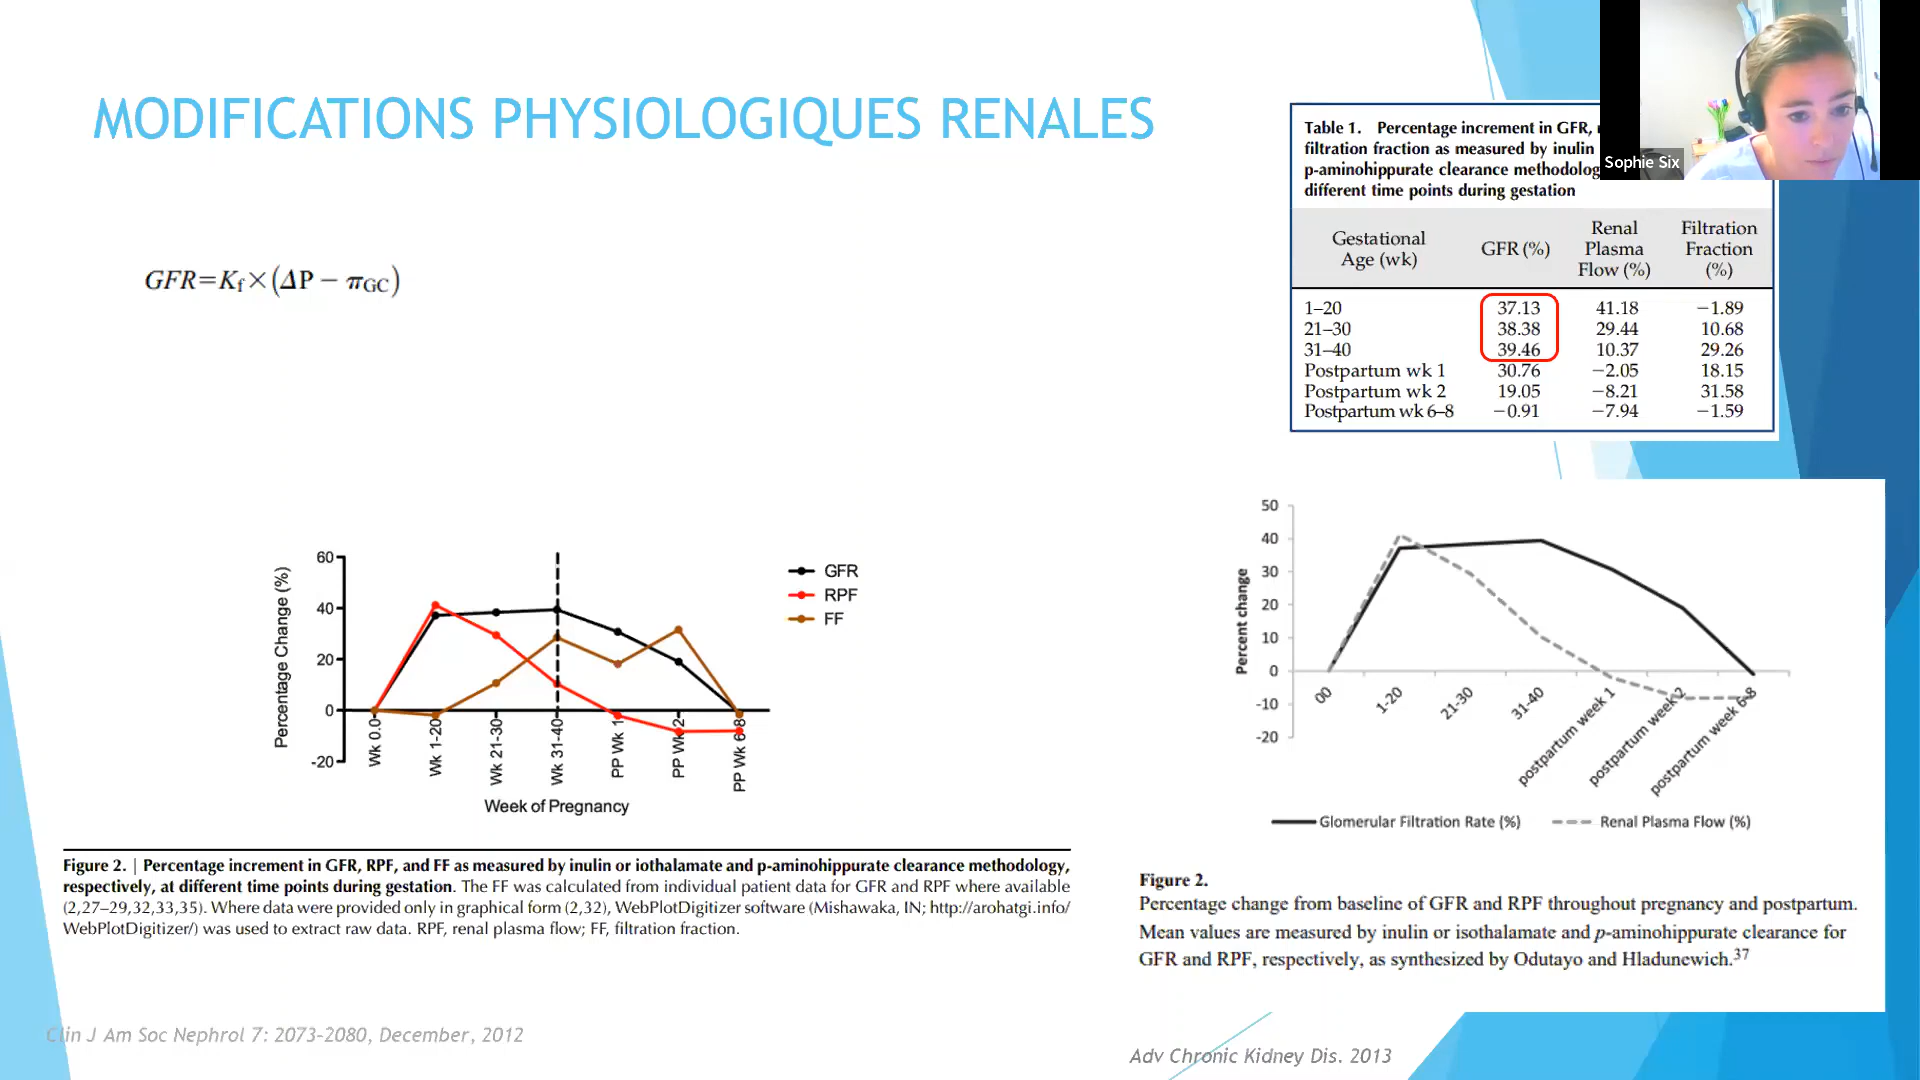 MODIFICATIONS PHYSIOLOGIQUES RENALES
GFR=Kf×(ΔP − πGC)
Sophie Six
Table 1. Percentage increment in GFR,
filtration fraction as measured by inulin
p-aminohippurate clearance
different time points during gestation
Gestational Age (wk) GFR (%) Renal Plasma Flow (%) Filtration Fraction (%)
1–20 37.13 41.18 −1.89
21–30 38.38 29.44 10.68
31–40 39.46 10.37 29.26
Postpartum wk 1 30.76 −2.05 18.15
Postpartum wk 2 19.05 −8.21 31.58
Postpartum wk 6–8 −0.91 −7.94 −1.59
Percentage Change (%)
60
40
20
0
-20
Wk 0.0
Wk 1-20
Wk 21-30
Wk 31-40
PP Wk 1
PP Wk 2
PP Wk 6-8
Week of Pregnancy
GFR
RPF
FF
Figure 2. | Percentage increment in GFR, RPF, and FF as measured by inulin or iothalamate and p-aminohippurate clearance methodology,
respectively, at different time points during gestation. The FF was calculated from individual patient data for GFR and RPF where available
(2,27–29,32,33,35). Where data were provided only in graphical form (2,32), WebPlotDigitizer software (Mishawaka, IN; http://arohatgi.info/
WebPlotDigitizer/) was used to extract raw data. RPF, renal plasma flow; FF, filtration fraction.
Clin J Am Soc Nephrol 7: 2073–2080, December, 2012
Percent change
50
40
30
20
10
0
-10
-20
00
1-20
21-30
31-40
postpartum week 1
postpartum week 2
postpartum week 6-8
Glomerular Filtration Rate (%)
Renal Plasma Flow (%)
Figure 2.
Percentage change from baseline of GFR and RPF throughout pregnancy and postpartum.
Mean values are measured by inulin or isothalamate and p-aminohippurate clearance for
GFR and RPF, respectively, as synthesized by Odutayo and Hladunewich.37
Adv Chronic Kidney Dis. 2013